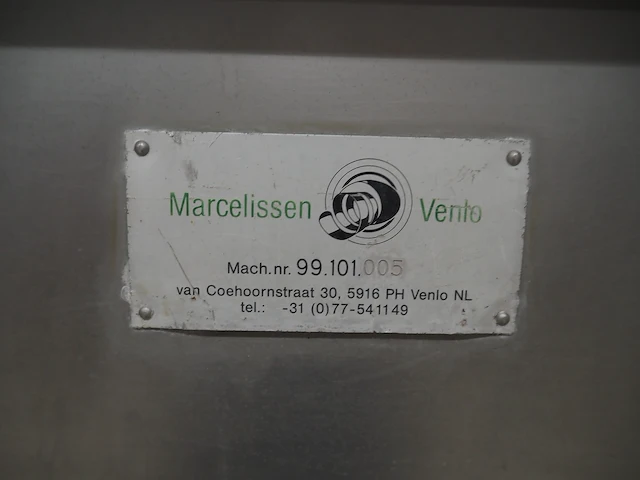 Marcelissen Venlo
Mach.nr. 99.101.005
van Coehoornstraat 30, 5916 PH Venlo NL
tel.: -31 (0)77-541149